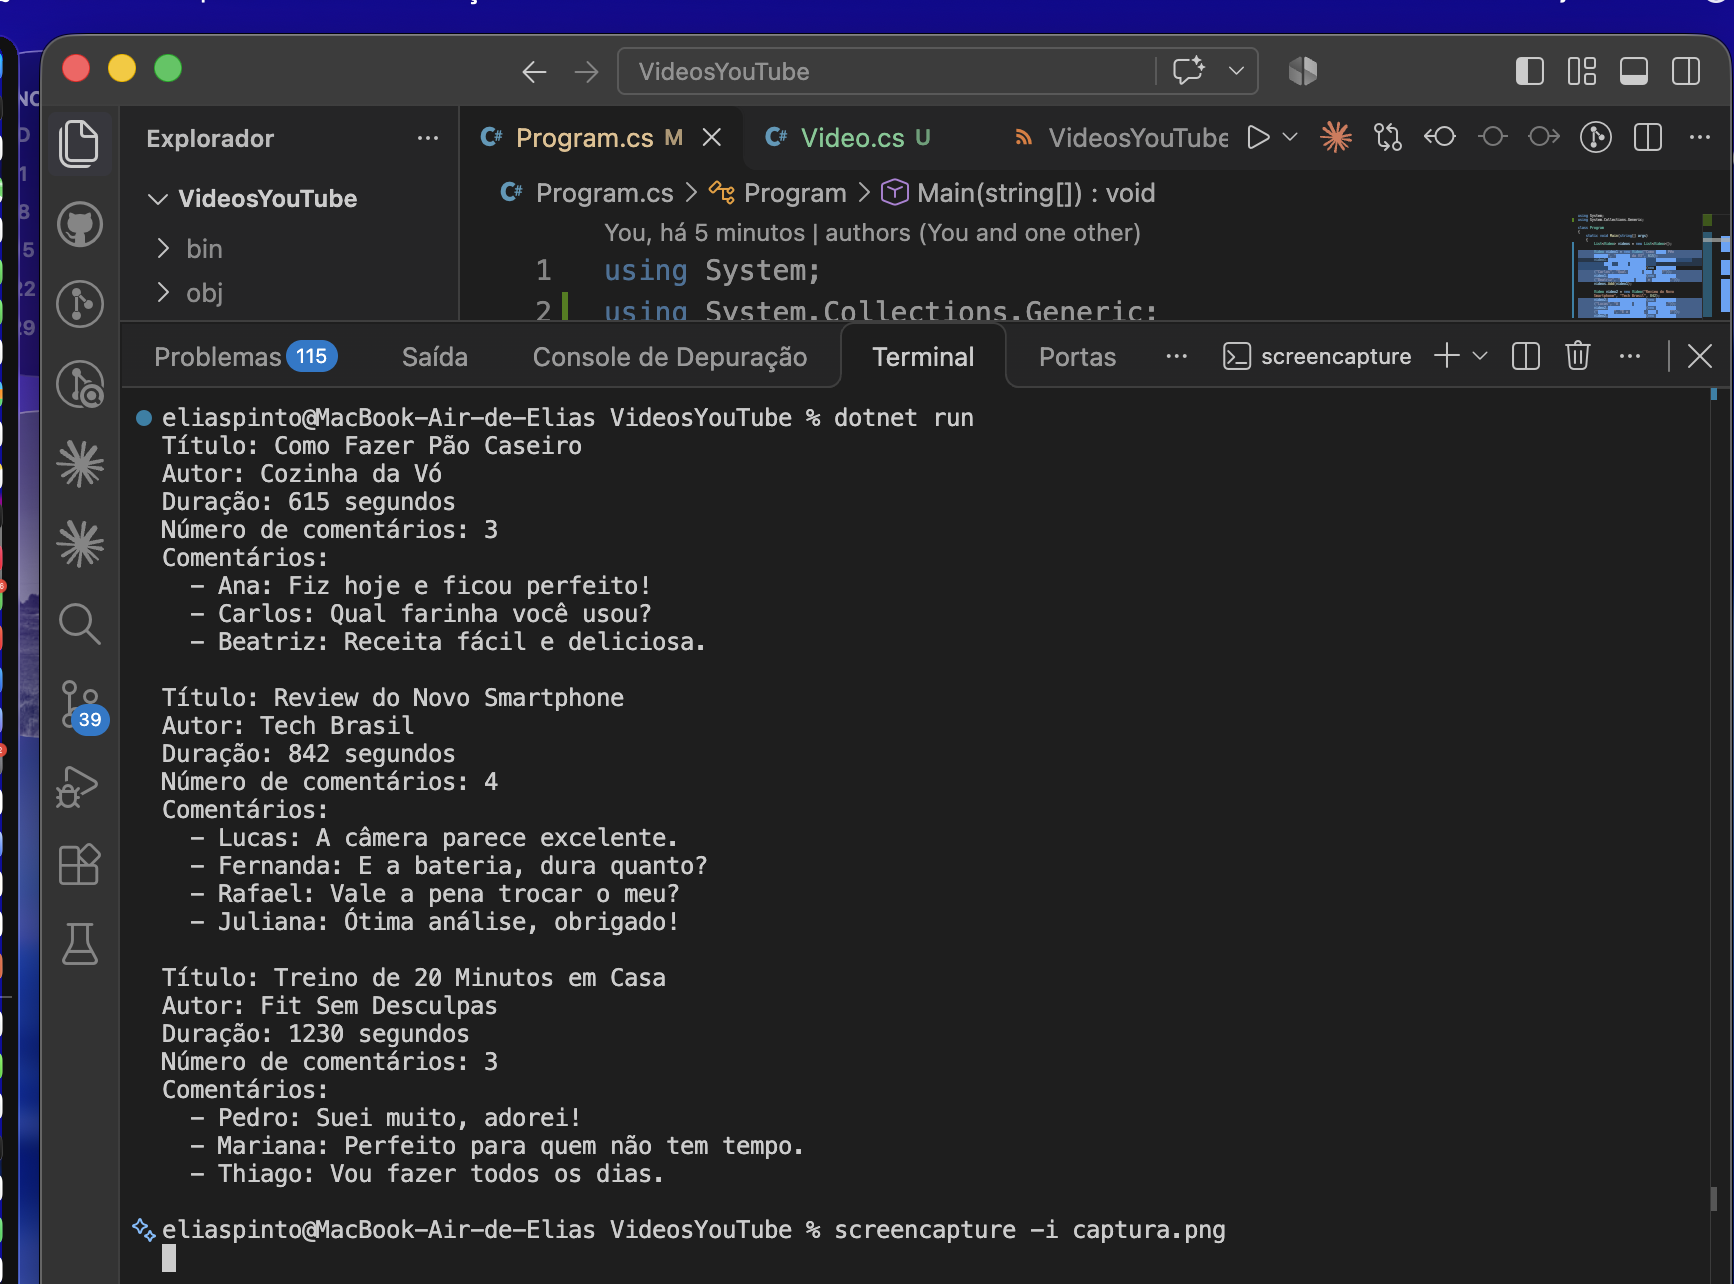 VideosYouTube
Explorador
Program.cs M
Video.cs U
VideosYouTube
VideosYouTube
Program.cs > Program > Main(string[]) : void
bin
You, há 5 minutos | authors (You and one other)
1 using System;
obj
2 using System.Collections.Generic;
Problemas 115 Saída Console de Depuração Terminal Portas screencapture
eliaspinto@MacBook-Air-de-Elias VideosYouTube % dotnet run
Título: Como Fazer Pão Caseiro
Autor: Cozinha da Vó
Duração: 615 segundos
Número de comentários: 3
Comentários:
- Ana: Fiz hoje e ficou perfeito!
- Carlos: Qual farinha você usou?
- Beatriz: Receita fácil e deliciosa.
Título: Review do Novo Smartphone
Autor: Tech Brasil
Duração: 842 segundos
Número de comentários: 4
Comentários:
- Lucas: A câmera parece excelente.
- Fernanda: E a bateria, dura quanto?
- Rafael: Vale a pena trocar o meu?
- Juliana: Ótima análise, obrigado!
Título: Treino de 20 Minutos em Casa
Autor: Fit Sem Desculpas
Duração: 1230 segundos
Número de comentários: 3
Comentários:
- Pedro: Suei muito, adorei!
- Mariana: Perfeito para quem não tem tempo.
- Thiago: Vou fazer todos os dias.
eliaspinto@MacBook-Air-de-Elias VideosYouTube % screencapture -i captura.png
39